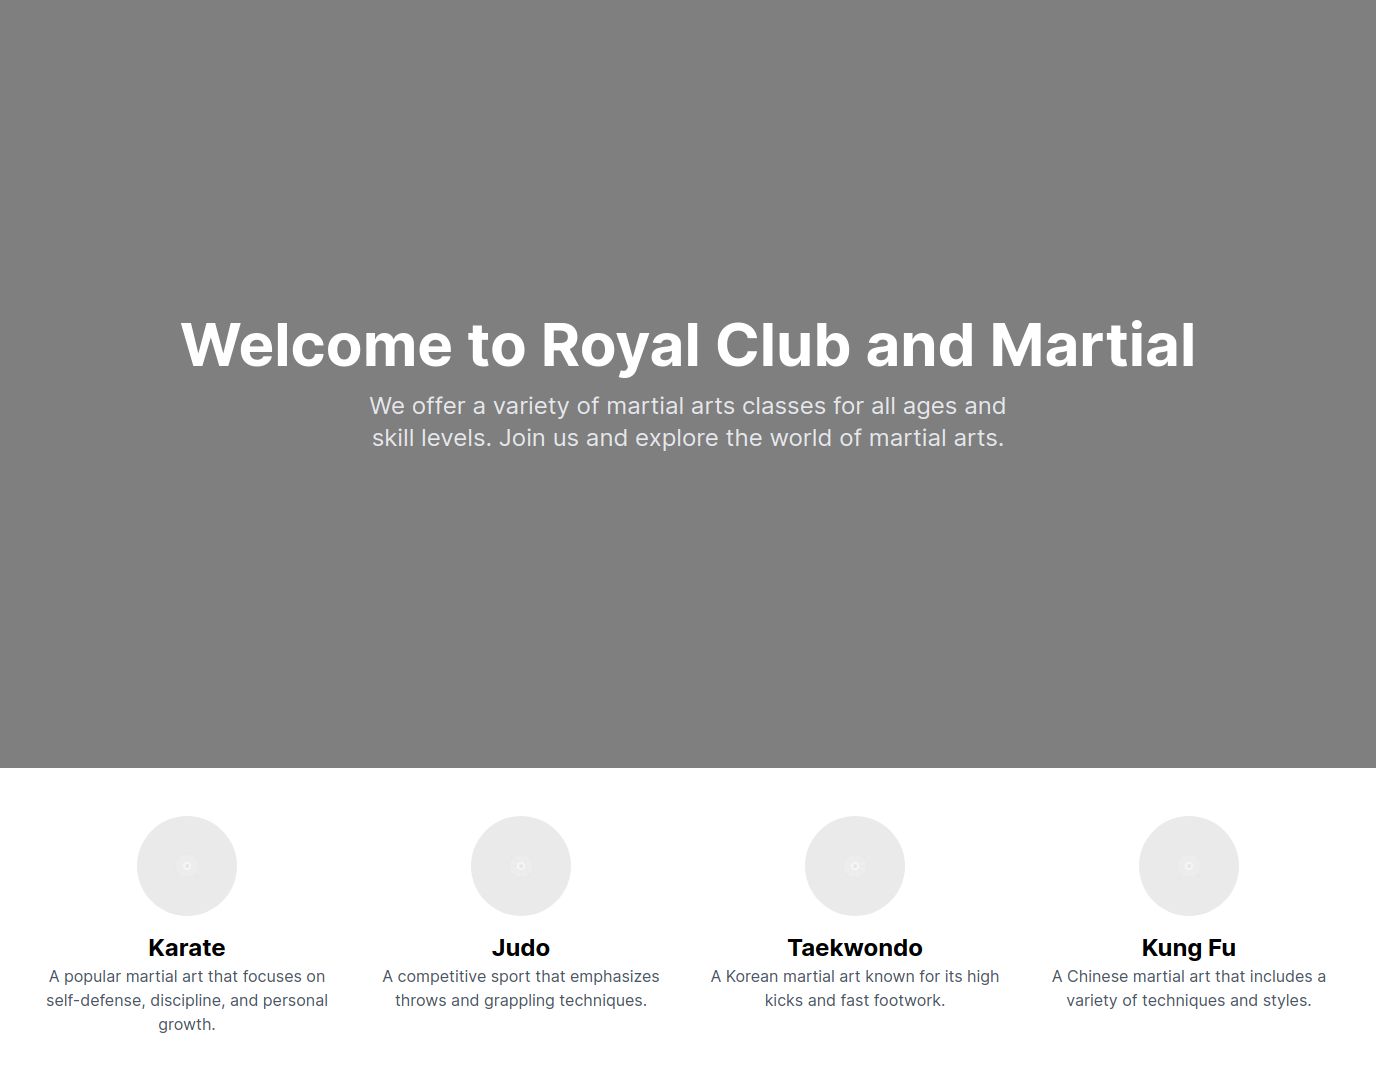 Welcome to Royal Club and Martial
We offer a variety of martial arts classes for all ages and
skill levels. Join us and explore the world of martial arts.
Karate
A popular martial art that focuses on
self-defense, discipline, and personal
growth.
Judo
A competitive sport that emphasizes
throws and grappling techniques.
Taekwondo
A Korean martial art known for its high
kicks and fast footwork.
Kung Fu
A Chinese martial art that includes a
variety of techniques and styles.